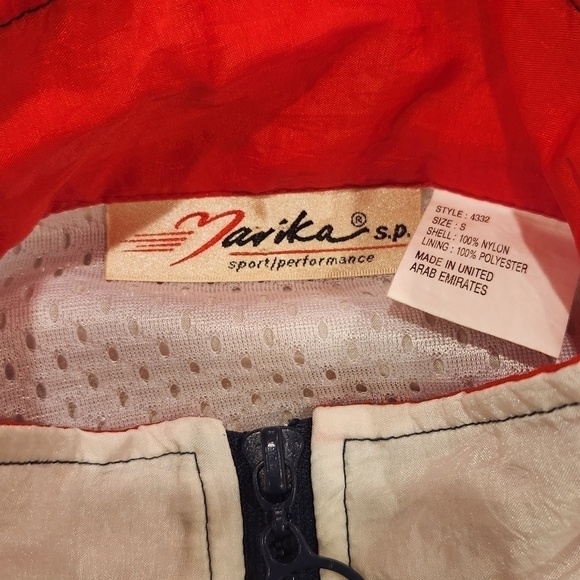 Marika® s.p.
sport/performance
STYLE : 4332
SIZE : S
SHELL : 100% NYLON
LINING : 100% POLYESTER
MADE IN UNITED
ARAB EMIRATES